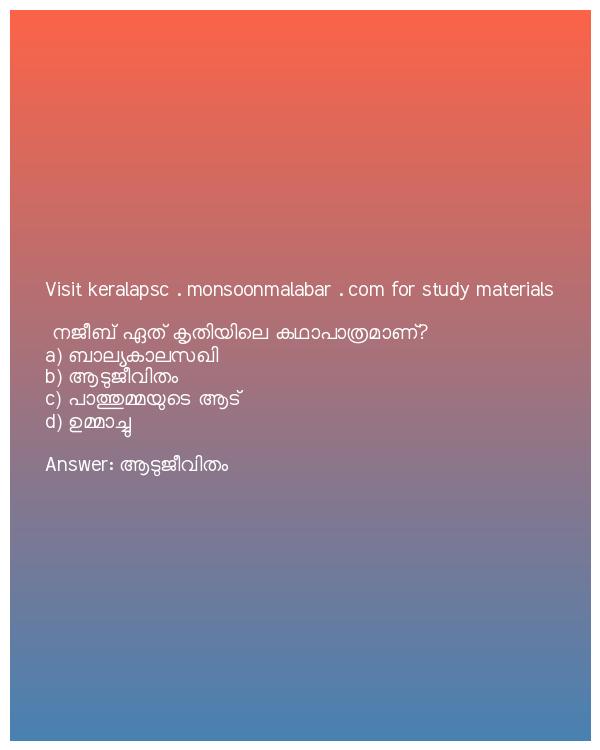 Visit keralapsc . monsoonmalabar . com for study materials
നജീബ് ഏത് കൃതിയിലെ കഥാപാത്രമാണ്?
a) ബാല്യകാലസഖി
b) ആടുജീവിതം
c) പാത്തുമ്മയുടെ ആട്
d) ഉമ്മാച്ചു
Answer: ആടുജീവിതം